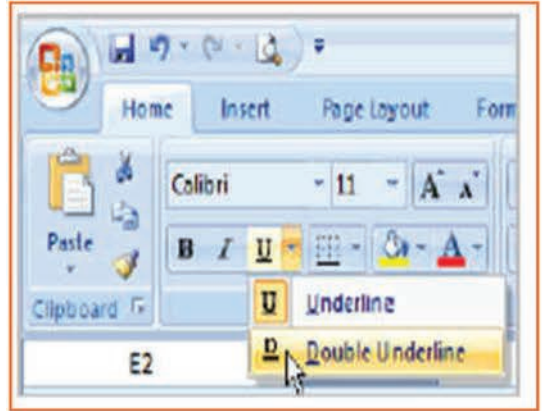 Home Insert Page Layout Form
Calibri 11 A A
Paste B I U A
Clipboard
U Underline
D Double Underline
E2